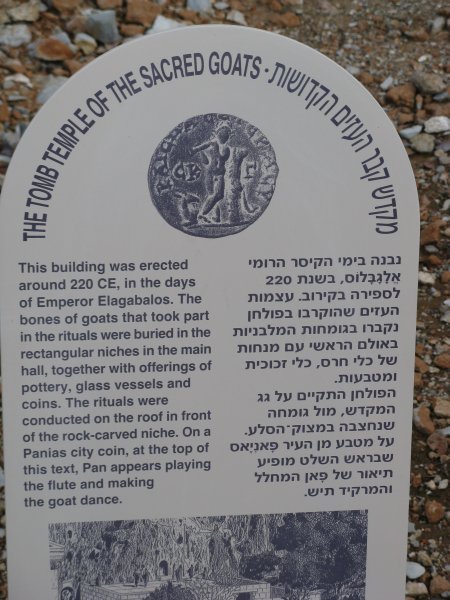 THE TOMB TEMPLE OF THE SACRED GOATS · מקדש קבר העזים הקדושות
This building was erected
around 220 CE, in the days
of Emperor Elagabalos. The
bones of goats that took part
in the rituals were buried in the
rectangular niches in the main
hall, together with offerings of
pottery, glass vessels and
coins. The rituals were
conducted on the roof in front
of the rock-carved niche. On a
Panias city coin, at the top of
this text, Pan appears playing
the flute and making
the goat dance.
נבנה בימי הקיסר הרומי
אֶלָגַבָּלוֹס, בשנת 220
לספירה בקירוב. עצמות
העזים שהוקרבו בפולחן
נקברו בגומחות המלבניות
באולם הראשי עם מנחות
של כלי חרס, כלי זכוכית
ומטבעות.
הפולחן התקיים על גג
המקדש, מול גומחה
שנחצבה במצוק-הסלע.
על מטבע מן העיר פַּאניַאס
שבראש השלט מופיע
תיאור של פַּאן המחלל
והמרקיד תיש.